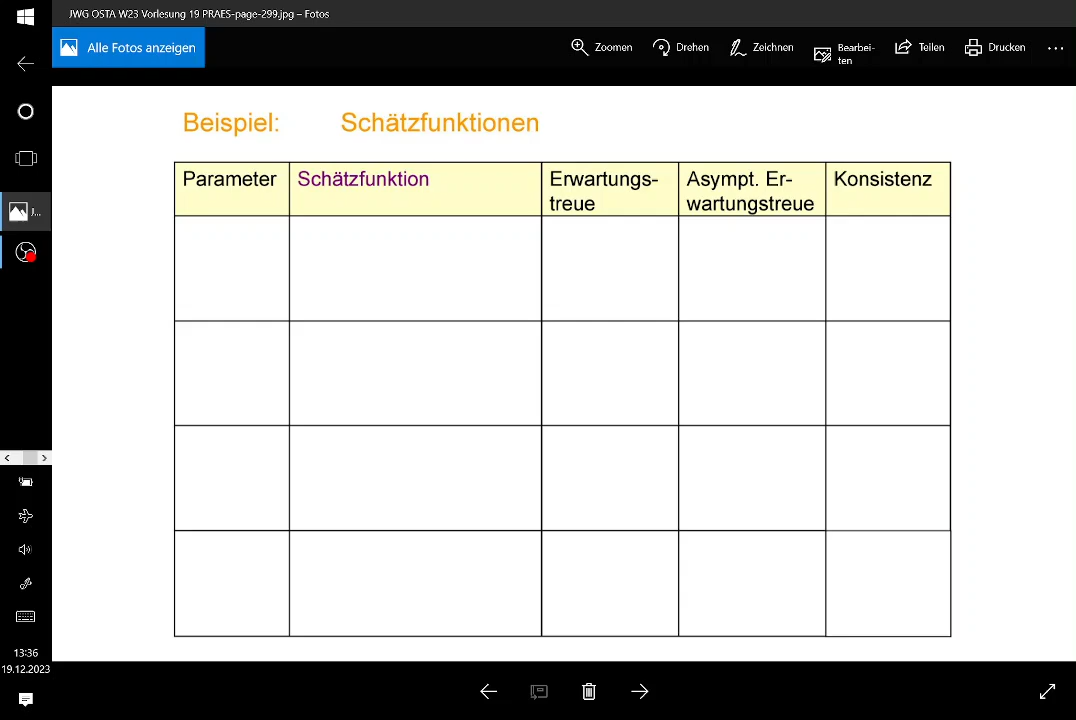 JWG OSTA W23 Vorlesung 19 PRAES-page-299.jpg – Fotos
Alle Fotos anzeigen
Zoomen
Drehen
Zeichnen
Bearbei-
ten
Teilen
Drucken
Beispiel: Schätzfunktionen
Parameter
Schätzfunktion
Erwartungs-
treue
Asympt. Er-
wartungstreue
Konsistenz
J...
13:36
19.12.2023